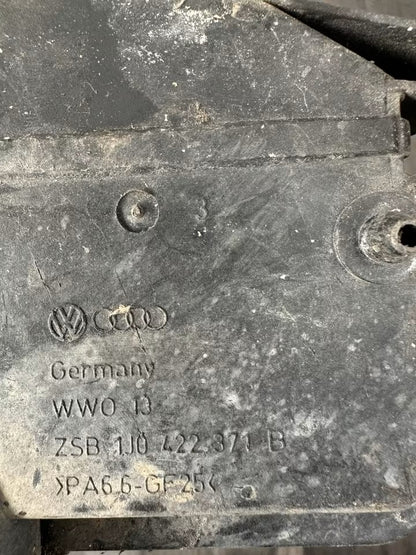 3
Germany
WWO 13
ZSB 1J0 422 371 B
>PA6.6-GF25<